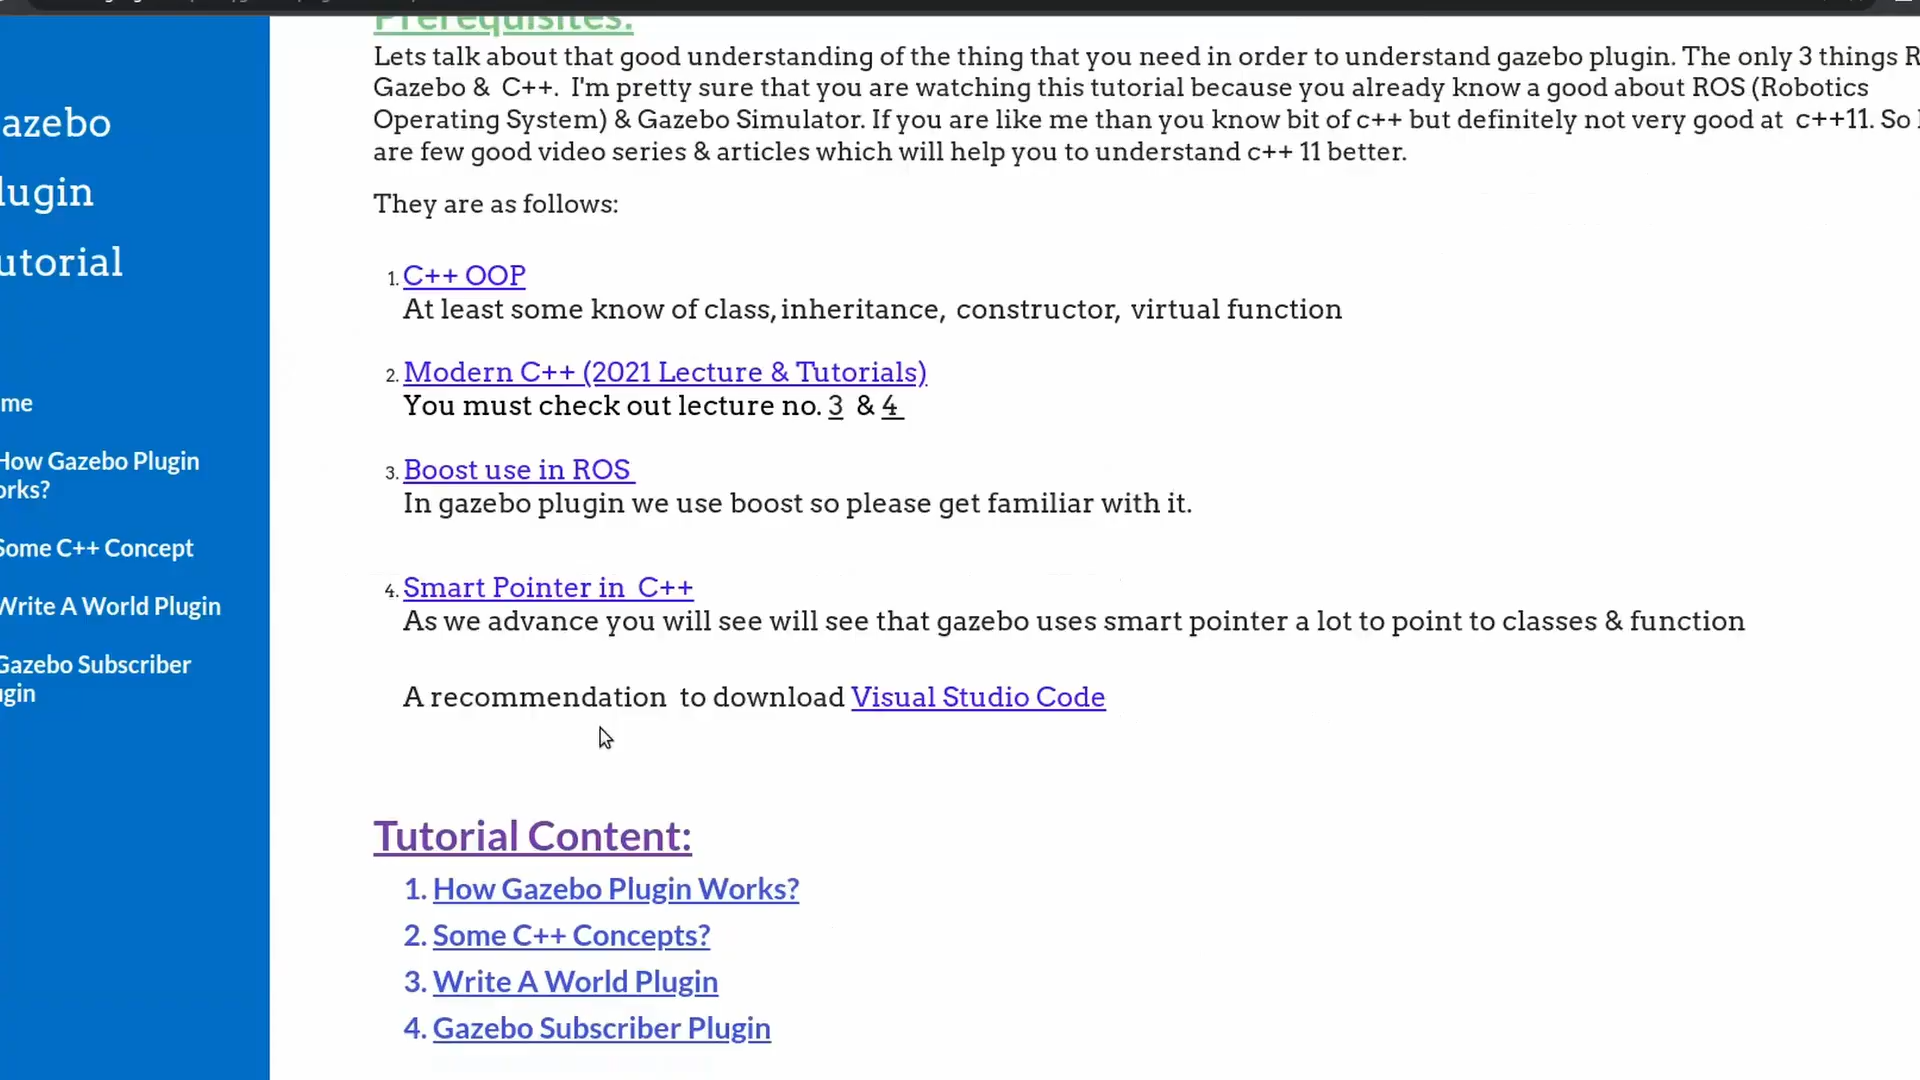 Prerequisites:
Lets talk about that good understanding of the thing that you need in order to understand gazebo plugin. The only 3 things
Gazebo & C++. I'm pretty sure that you are watching this tutorial because you already know a good about ROS (Robotics
Operating System) & Gazebo Simulator. If you are like me than you know bit of c++ but definitely not very good at c++11. So
are few good video series & articles which will help you to understand c++ 11 better.
They are as follows:
1. C++ OOP
At least some know of class, inheritance, constructor, virtual function
2. Modern C++ (2021 Lecture & Tutorials)
You must check out lecture no. 3 & 4
3. Boost use in ROS
In gazebo plugin we use boost so please get familiar with it.
4. Smart Pointer in C++
As we advance you will see will see that gazebo uses smart pointer a lot to point to classes & function
A recommendation to download Visual Studio Code
Tutorial Content:
1. How Gazebo Plugin Works?
2. Some C++ Concepts?
3. Write A World Plugin
4. Gazebo Subscriber Plugin
azebo
lugin
utorial
me
How Gazebo Plugin
orks?
Some C++ Concept
Write A World Plugin
Gazebo Subscriber
gin